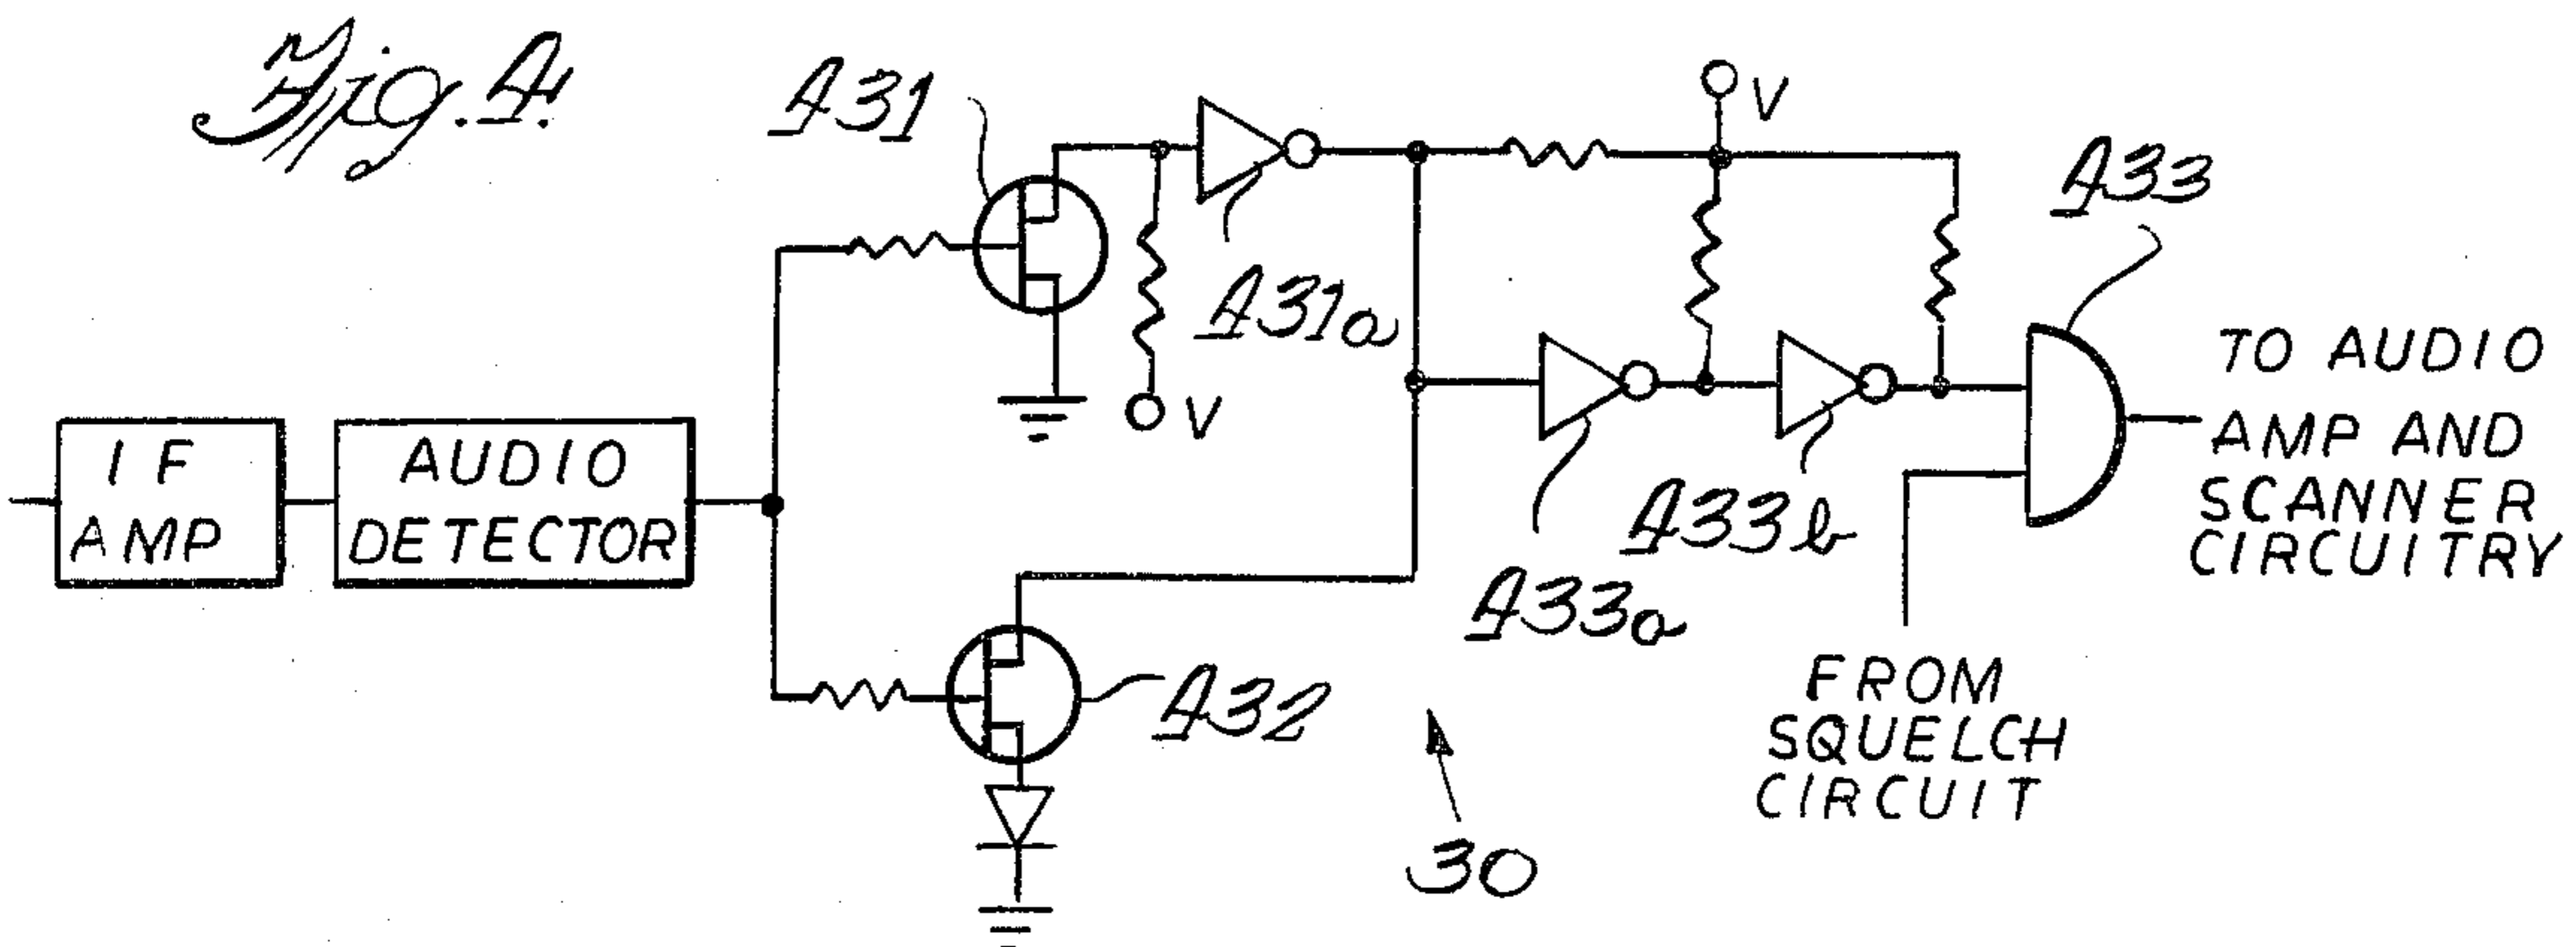 Fig. 4.
431
V
433
431a
V
TO AUDIO
AMP AND
SCANNER
CIRCUITRY
IF
AMP
AUDIO
DETECTOR
433b
433a
432
FROM
SQUELCH
CIRCUIT
30